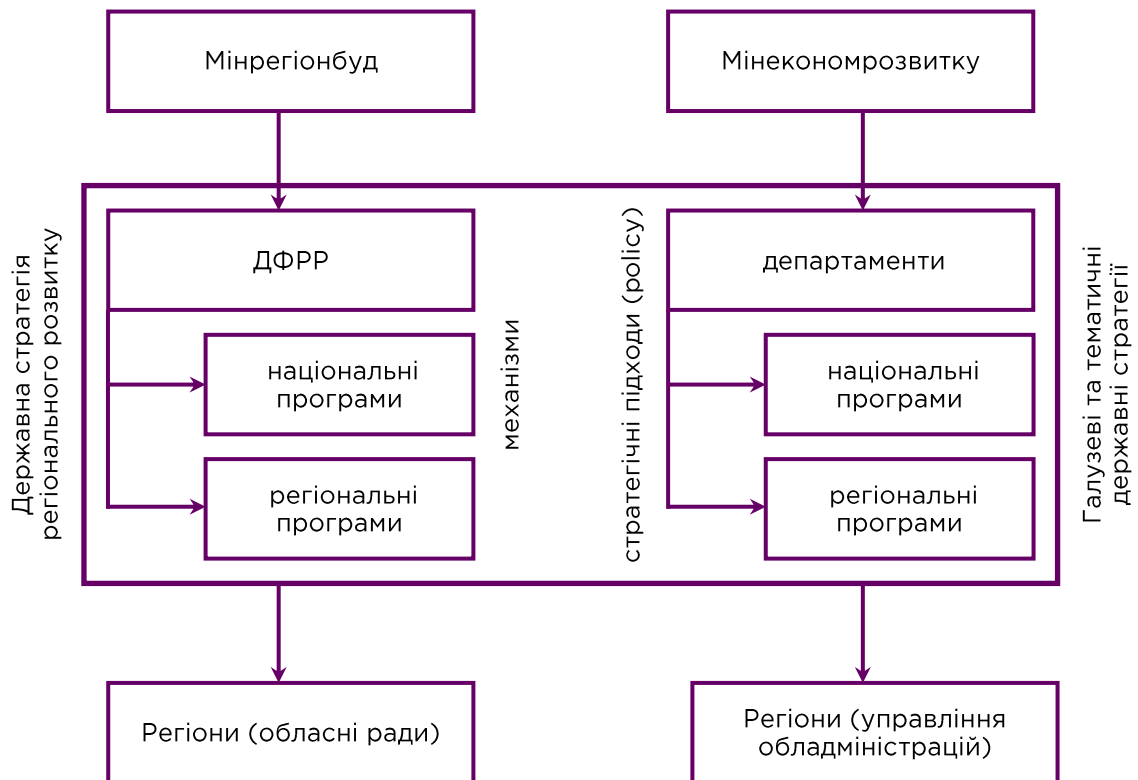 Мінрегіонбуд
Мінекономрозвитку
Державна стратегія
регіонального розвитку
ДФРР
національні
програми
регіональні
програми
механізми
стратегічні підходи (policy)
департаменти
національні
програми
регіональні
програми
Галузеві та тематичні
державні стратегії
Регіони (обласні ради)
Регіони (управління
обладміністрацій)